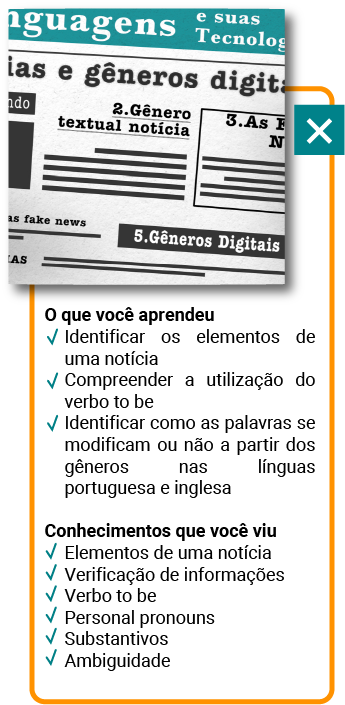 nguagens
e suas
Tecnolog
ias e gêneros digita
ndo
2.Gênero
textual notícia
3.As F
N
as fake news
5.Gêneros Digitais
IAS
O que você aprendeu
Identificar os elementos de
uma notícia
Compreender a utilização do
verbo to be
Identificar como as palavras se
modificam ou não a partir dos
gêneros nas línguas
portuguesa e inglesa
Conhecimentos que você viu
Elementos de uma notícia
Verificação de informações
Verbo to be
Personal pronouns
Substantivos
Ambiguidade